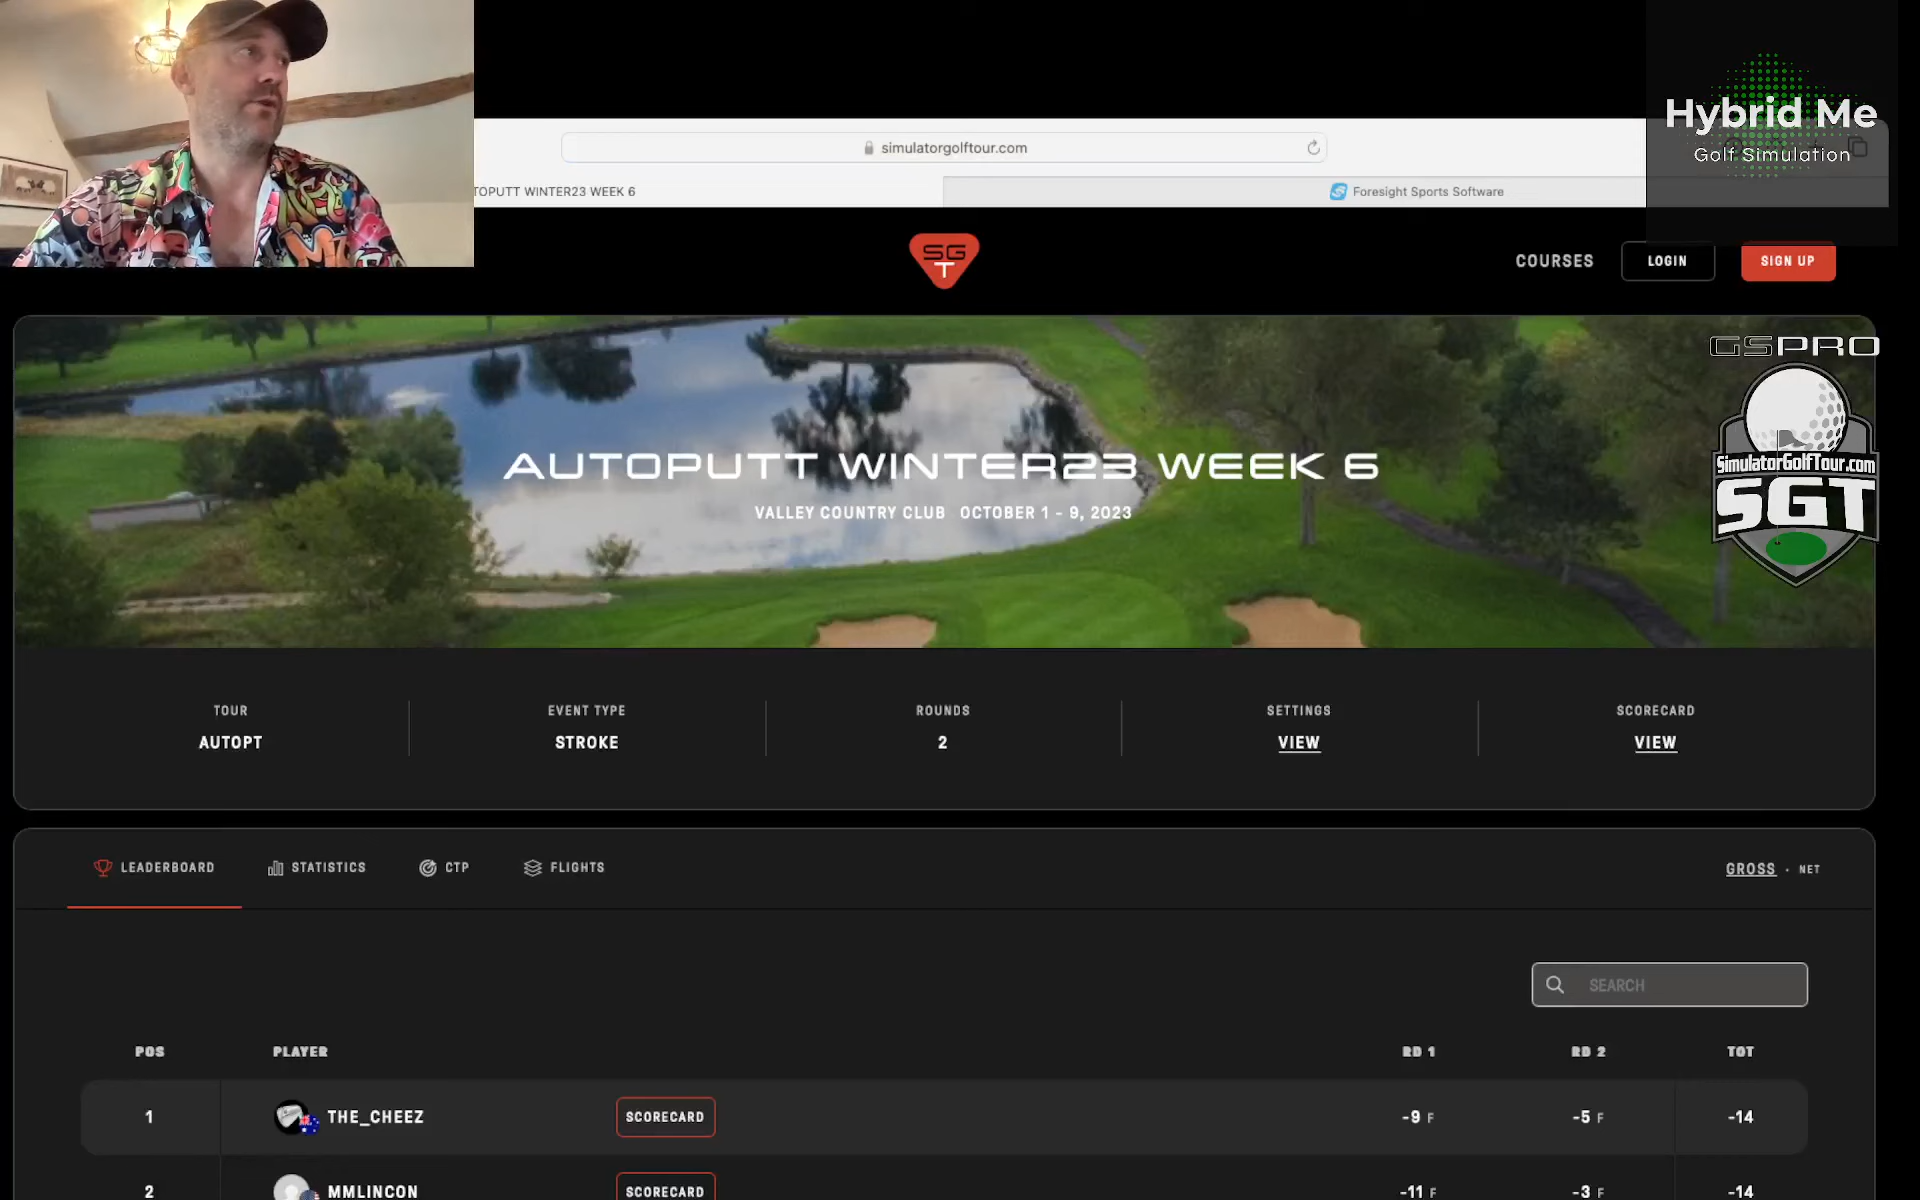 Hybrid Me
Golf Simulation
simulatorgolftour.com
TOPUTT WINTER23 WEEK 6
Foresight Sports Software
SG
T
COURSES
LOGIN
SIGN UP
GSPRO
SimulatorGolfTour.com
SGT
AUTOPUTT WINTER23 WEEK 6
VALLEY COUNTRY CLUB OCTOBER 1 - 9, 2023
TOUR
AUTOPT
EVENT TYPE
STROKE
ROUNDS
2
SETTINGS
VIEW
SCORECARD
VIEW
LEADERBOARD
STATISTICS
CTP
FLIGHTS
GROSS · NET
SEARCH
POS PLAYER RD 1 RD 2 TOT
1 THE_CHEEZ SCORECARD -9 F -5 F -14
2 MMLINCON SCORECARD -11 F -3 F -14